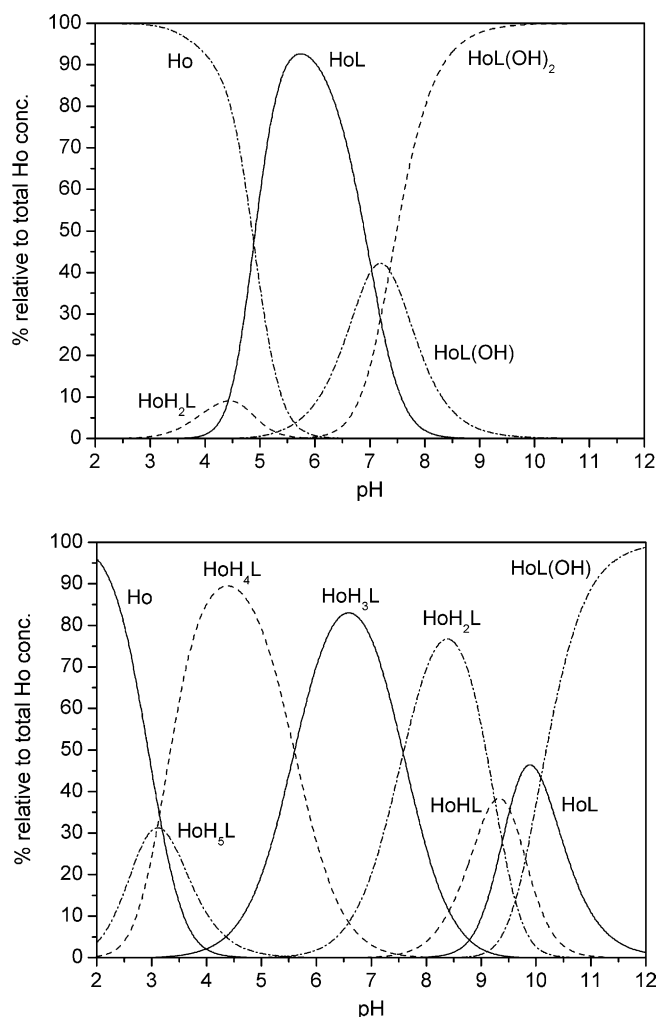 % relative to total Ho conc.
100
90
80
70
60
50
40
30
20
10
0
Ho
HoL
HoL(OH)2
HoL(OH)
HoH2L
2 3 4 5 6 7 8 9 10 11 12
pH
% relative to total Ho conc.
100
90
80
70
60
50
40
30
20
10
0
Ho
HoH4L
HoH3L
HoH2L
HoL(OH)
HoH5L
HoHL
HoL
2 3 4 5 6 7 8 9 10 11 12
pH